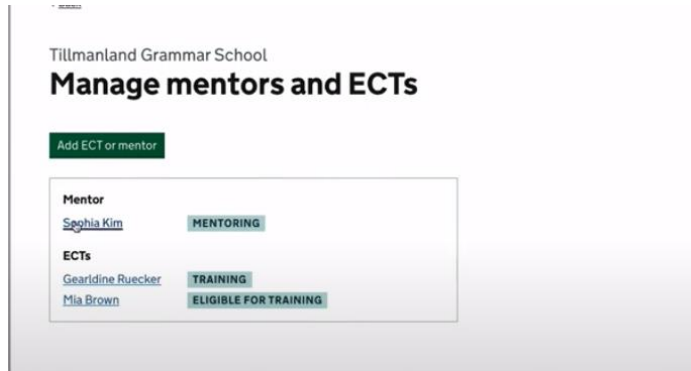 Tillmanland Grammar School
Manage mentors and ECTs
Add ECT or mentor
Mentor
Sophia Kim MENTORING
ECTs
Gearldine Ruecker TRAINING
Mia Brown ELIGIBLE FOR TRAINING